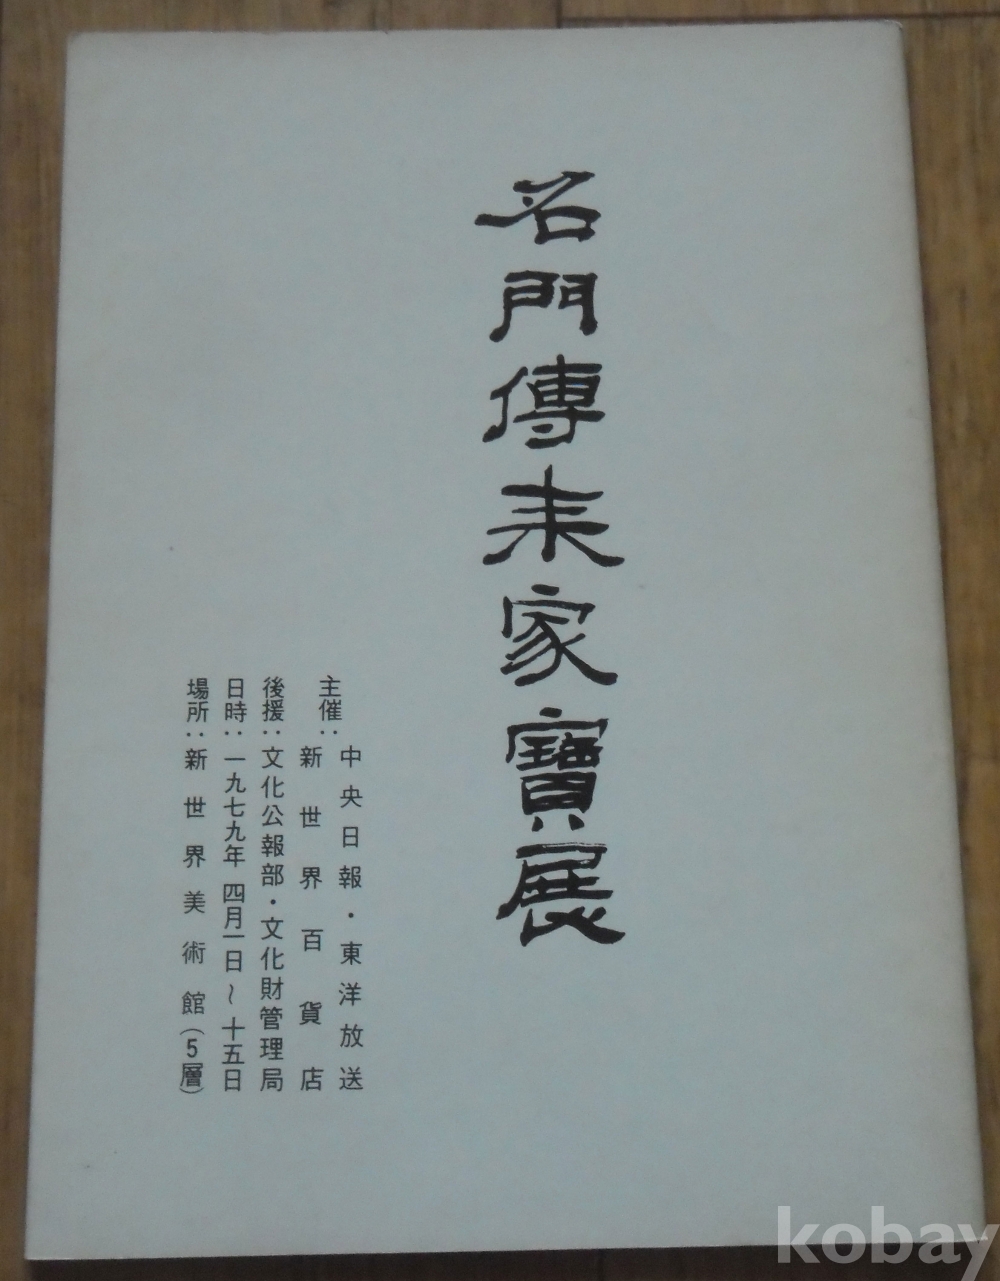 名門傳来家寶展
主催: 中央日報・東洋放送
新世界百貨店
後援: 文化公報部・文化財管理局
日時: 一九七九年 四月一日~十五日
場所: 新世界美術館(5層)
kobay